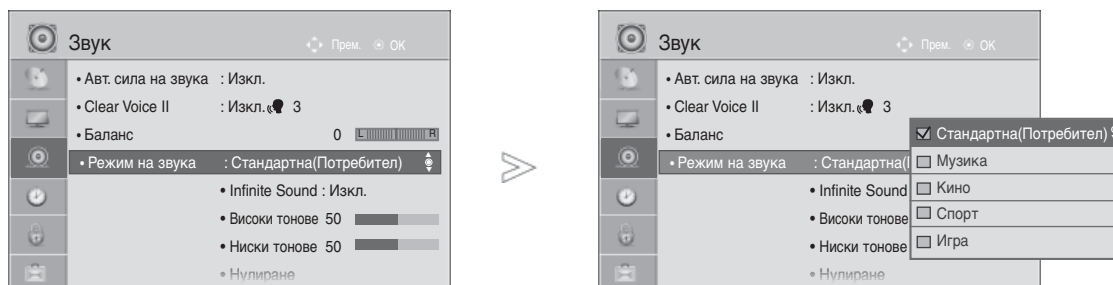 Звук
Прем. OK
• Авт. сила на звука : Изкл.
• Clear Voice II : Изкл. 3
• Баланс 0 L R
• Режим на звука : Стандартна(Потребител)
• Infinite Sound : Изкл.
• Високи тонове 50
• Ниски тонове 50
• Нулиране
Звук
Прем. OK
• Авт. сила на звука : Изкл.
• Clear Voice II : Изкл. 3
• Баланс
• Режим на звука : Стандартна(
• Infinite Sound
• Високи тонове
• Ниски тонове
• Нулиране
Стандартна(Потребител)
Музика
Кино
Спорт
Игра